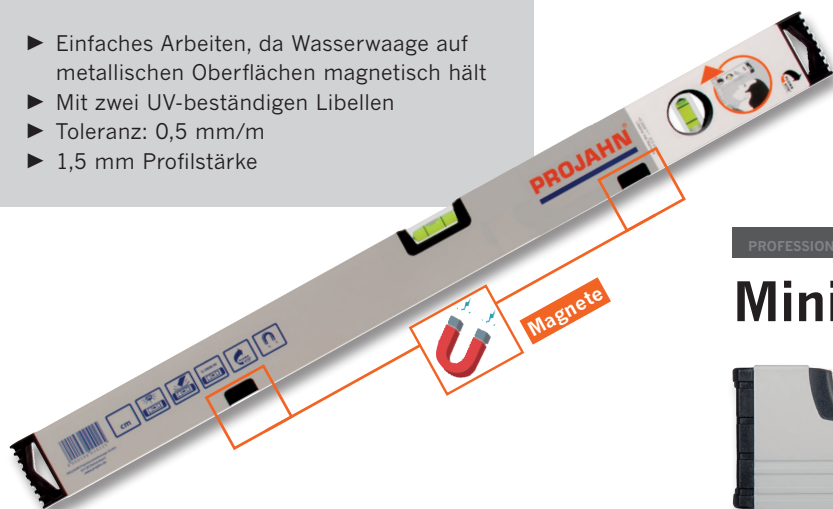 ► Einfaches Arbeiten, da Wasserwaage auf
metallischen Oberflächen magnetisch hält
► Mit zwei UV-beständigen Libellen
► Toleranz: 0,5 mm/m
► 1,5 mm Profilstärke
PROJAHN®
PROFESSION
Mini
Magnete
cm